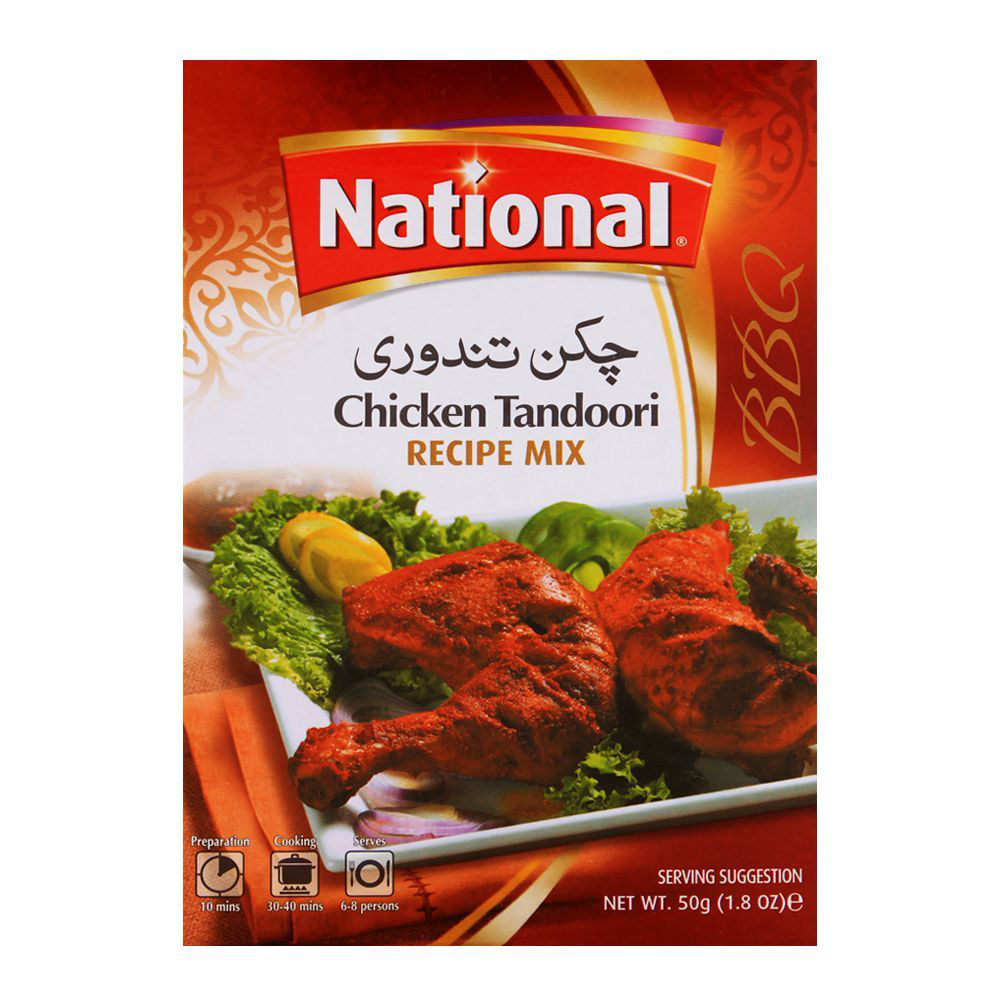 National®
چکن تندوری
Chicken Tandoori
RECIPE MIX
BBQ
Preparation
10 mins
Cooking
30-40 mins
Serves
6-8 persons
SERVING SUGGESTION
NET WT. 50g (1.8 OZ)℮